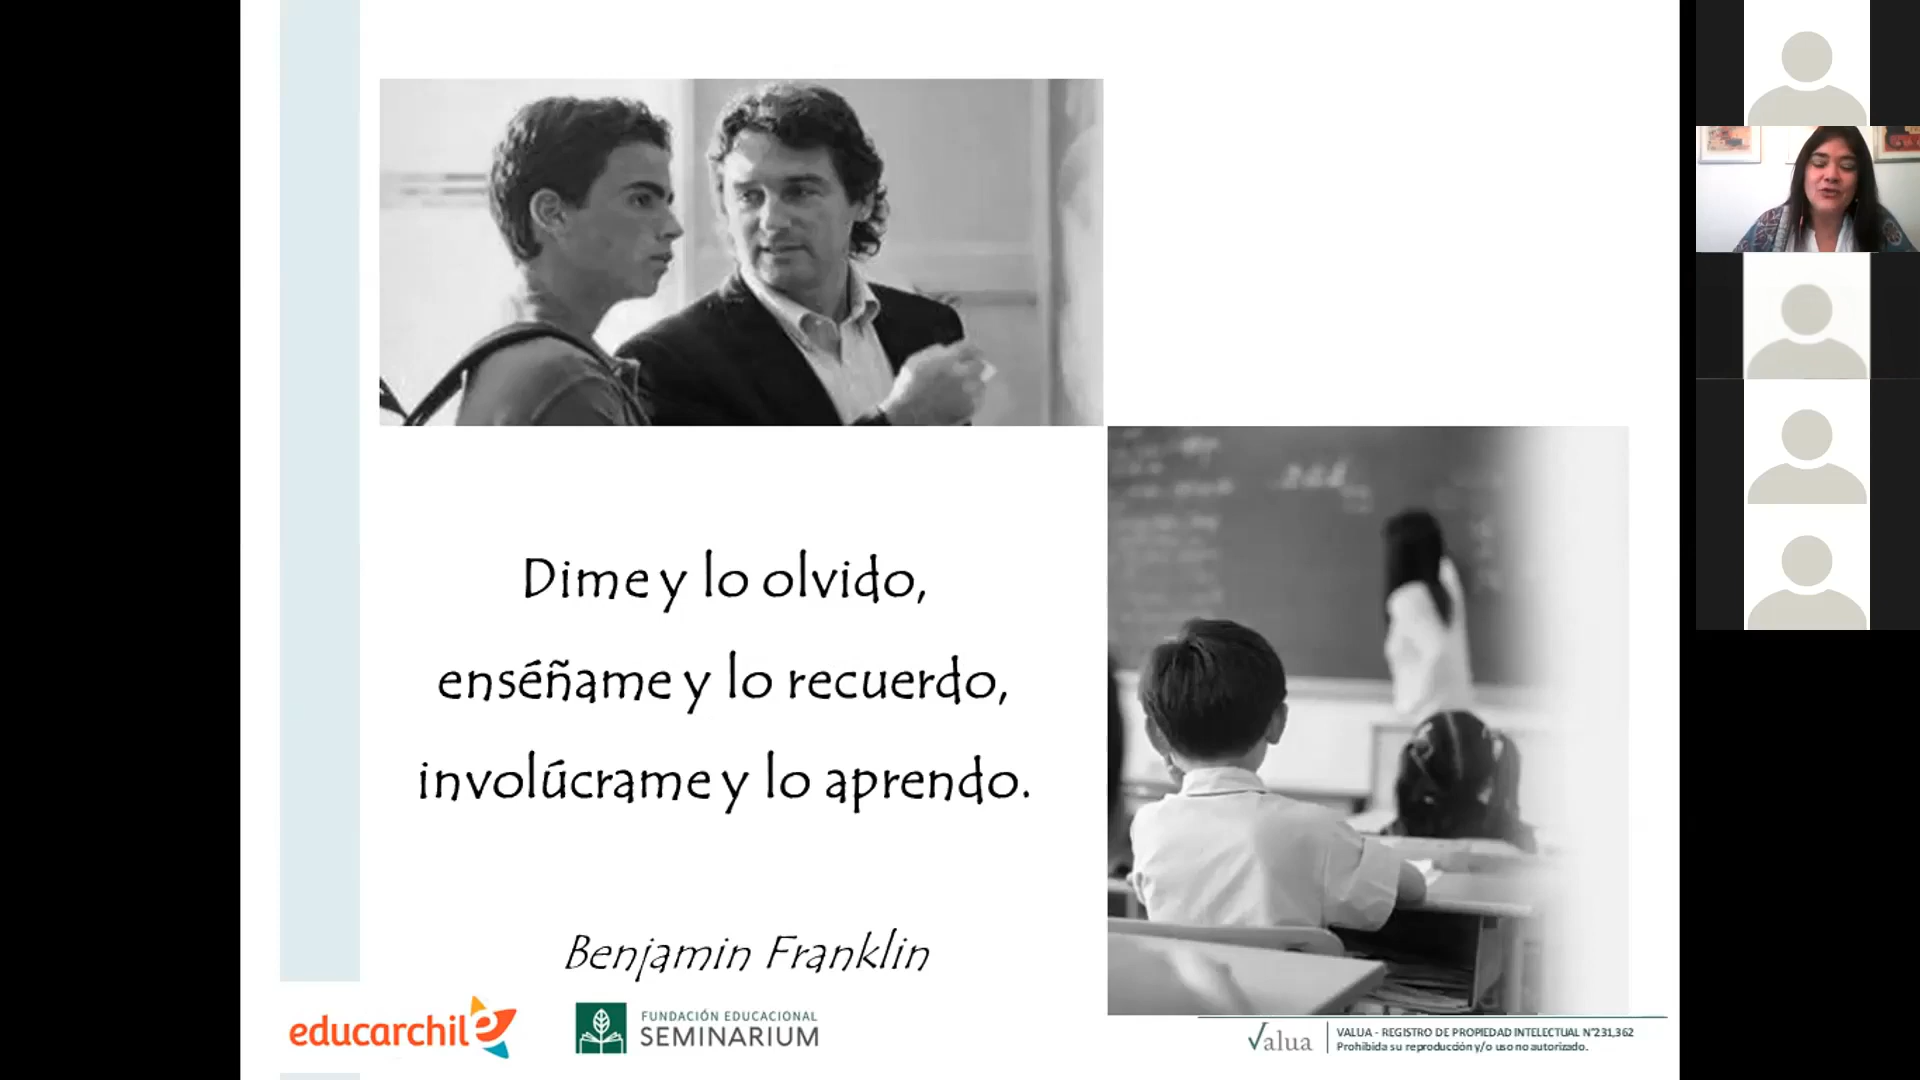 Dime y lo olvido,
enséñame y lo recuerdo,
involúcrame y lo aprendo.
Benjamin Franklin
educarchile
FUNDACIÓN EDUCACIONAL
SEMINARIUM
Valua
VALUA - REGISTRO DE PROPIEDAD INTELECTUAL N°231,362
Prohibida su reproducción y/o uso no autorizado.